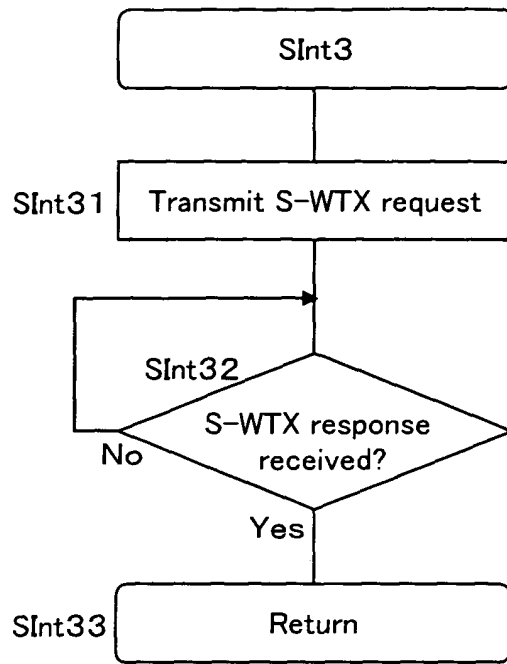 SInt3
SInt31
Transmit S-WTX request
SInt32
S-WTX response
received?
No
Yes
SInt33
Return